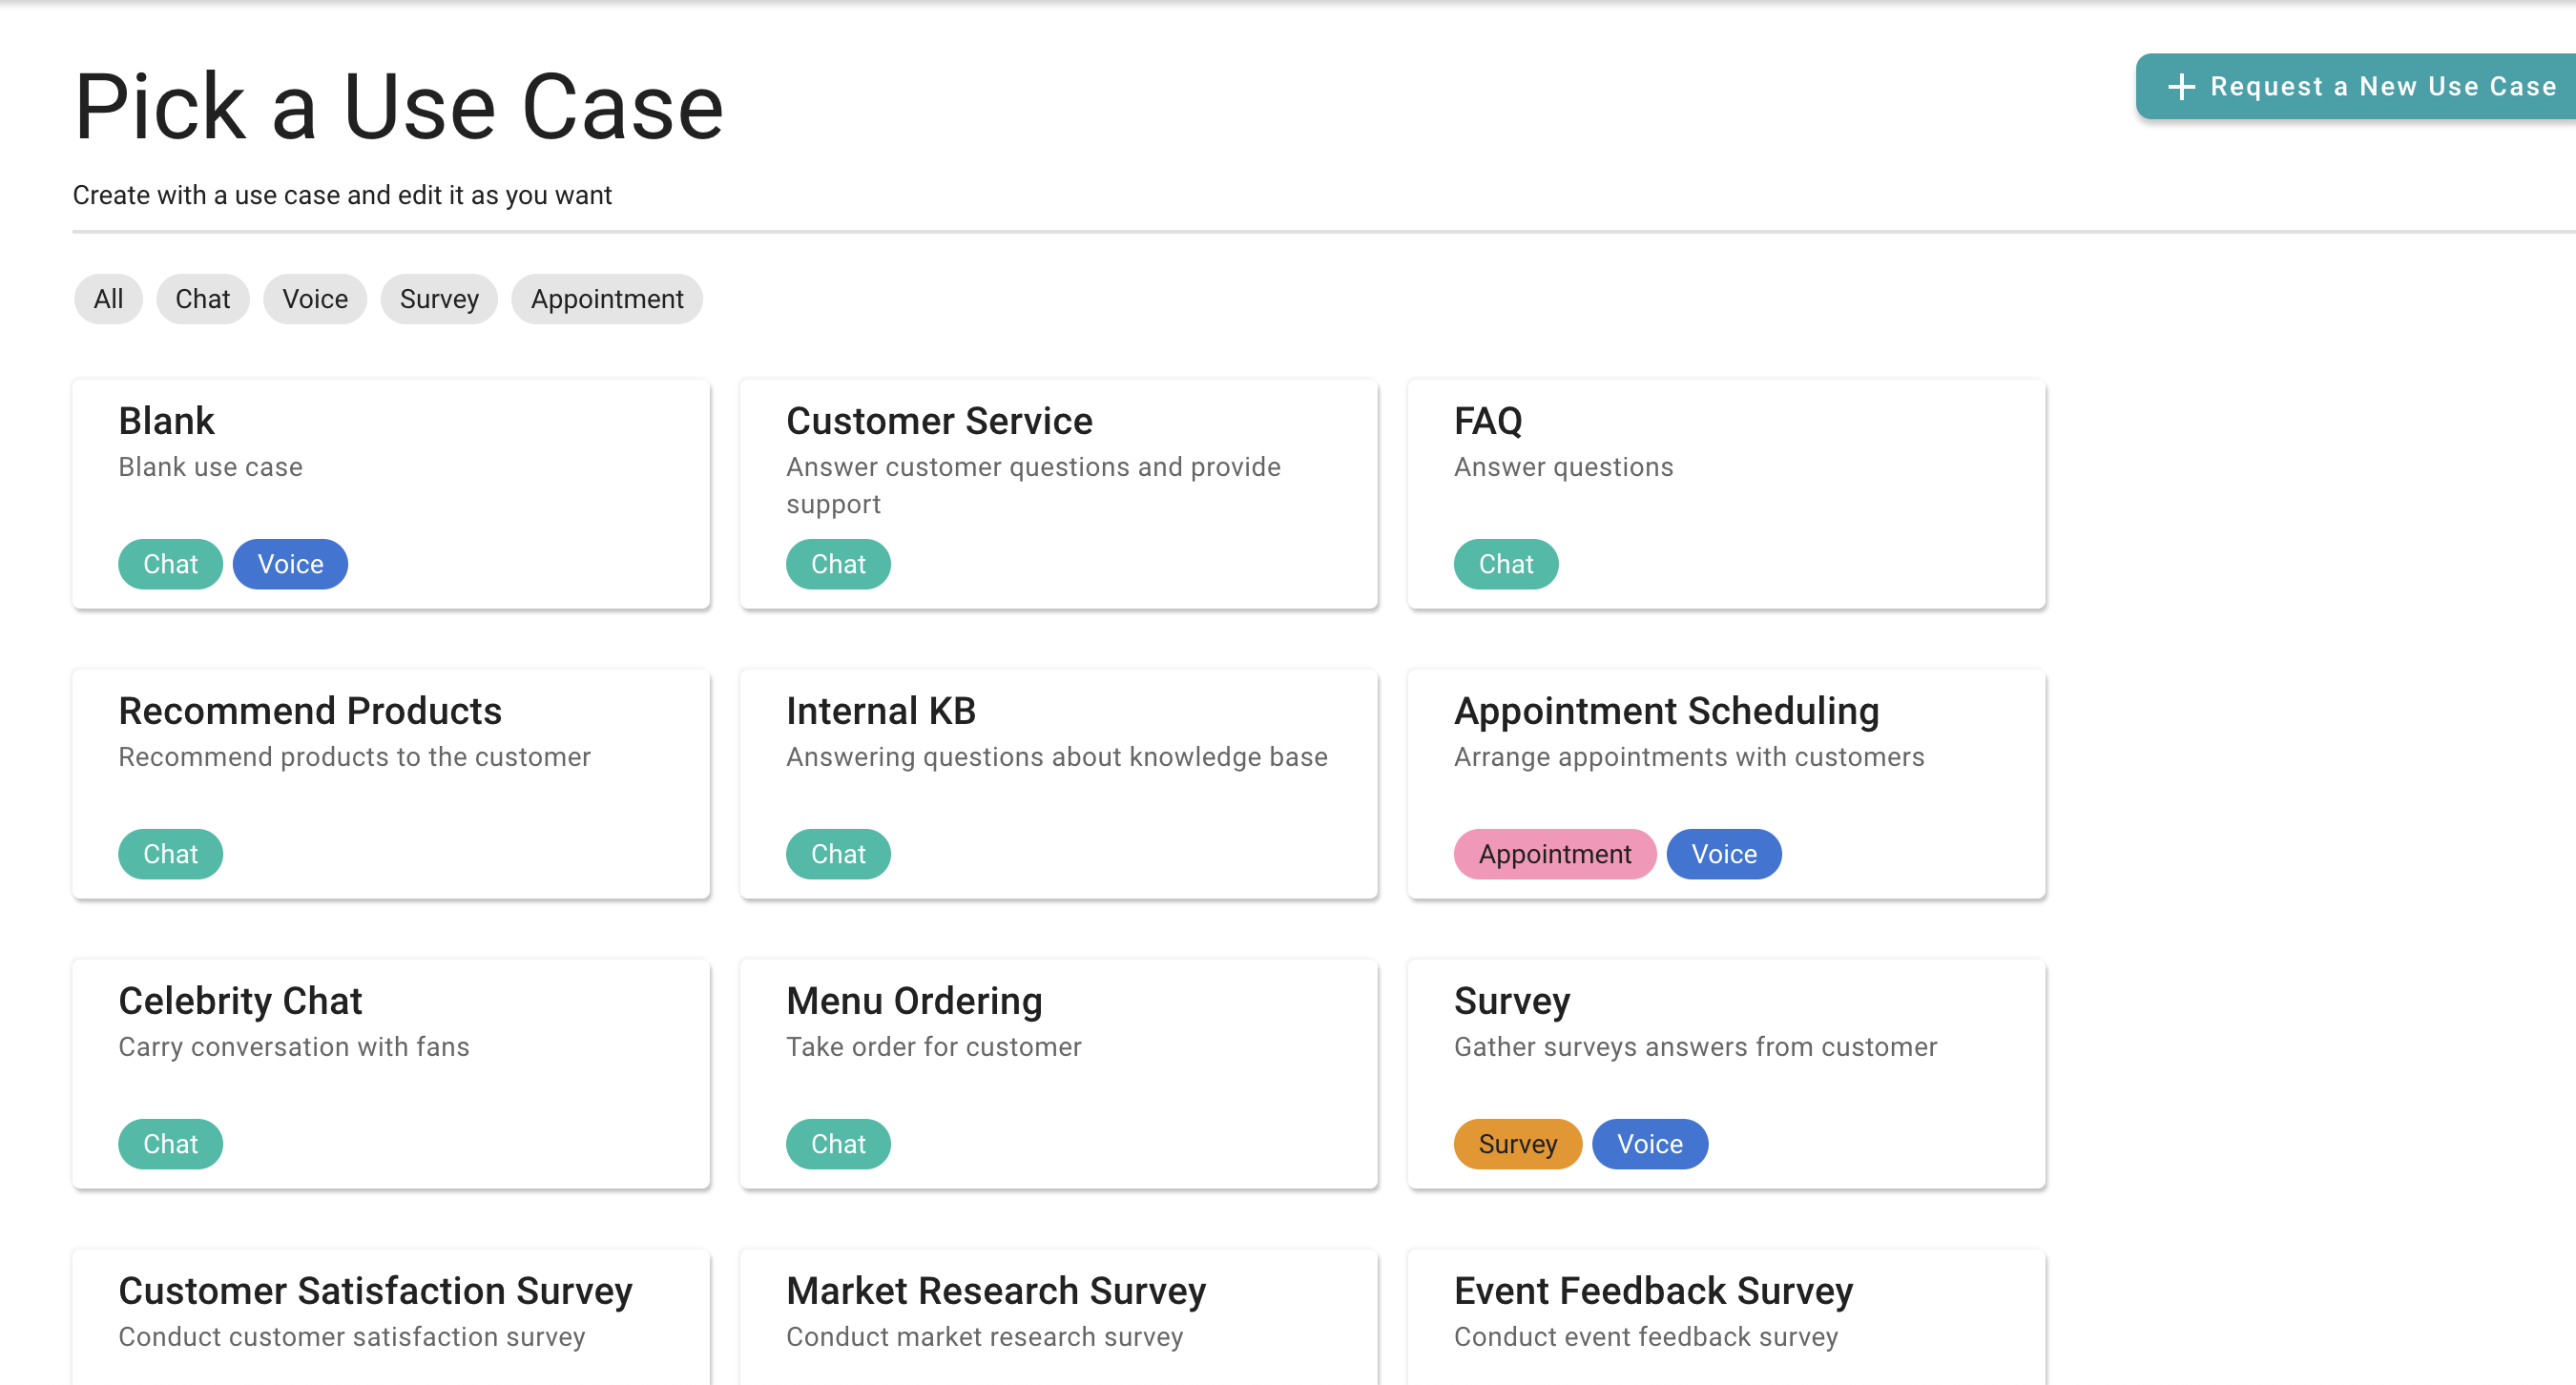 Pick a Use Case
+ Request a New Use Case
Create with a use case and edit it as you want
All
Chat
Voice
Survey
Appointment
Blank
Blank use case
Chat
Voice
Customer Service
Answer customer questions and provide
support
Chat
FAQ
Answer questions
Chat
Recommend Products
Recommend products to the customer
Chat
Internal KB
Answering questions about knowledge base
Chat
Appointment Scheduling
Arrange appointments with customers
Appointment
Voice
Celebrity Chat
Carry conversation with fans
Chat
Menu Ordering
Take order for customer
Chat
Survey
Gather surveys answers from customer
Survey
Voice
Customer Satisfaction Survey
Conduct customer satisfaction survey
Market Research Survey
Conduct market research survey
Event Feedback Survey
Conduct event feedback survey